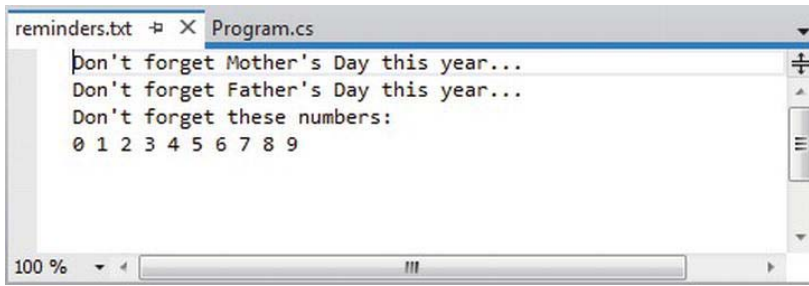 reminders.txt Program.cs
Don't forget Mother's Day this year...
Don't forget Father's Day this year...
Don't forget these numbers:
0 1 2 3 4 5 6 7 8 9
100 %